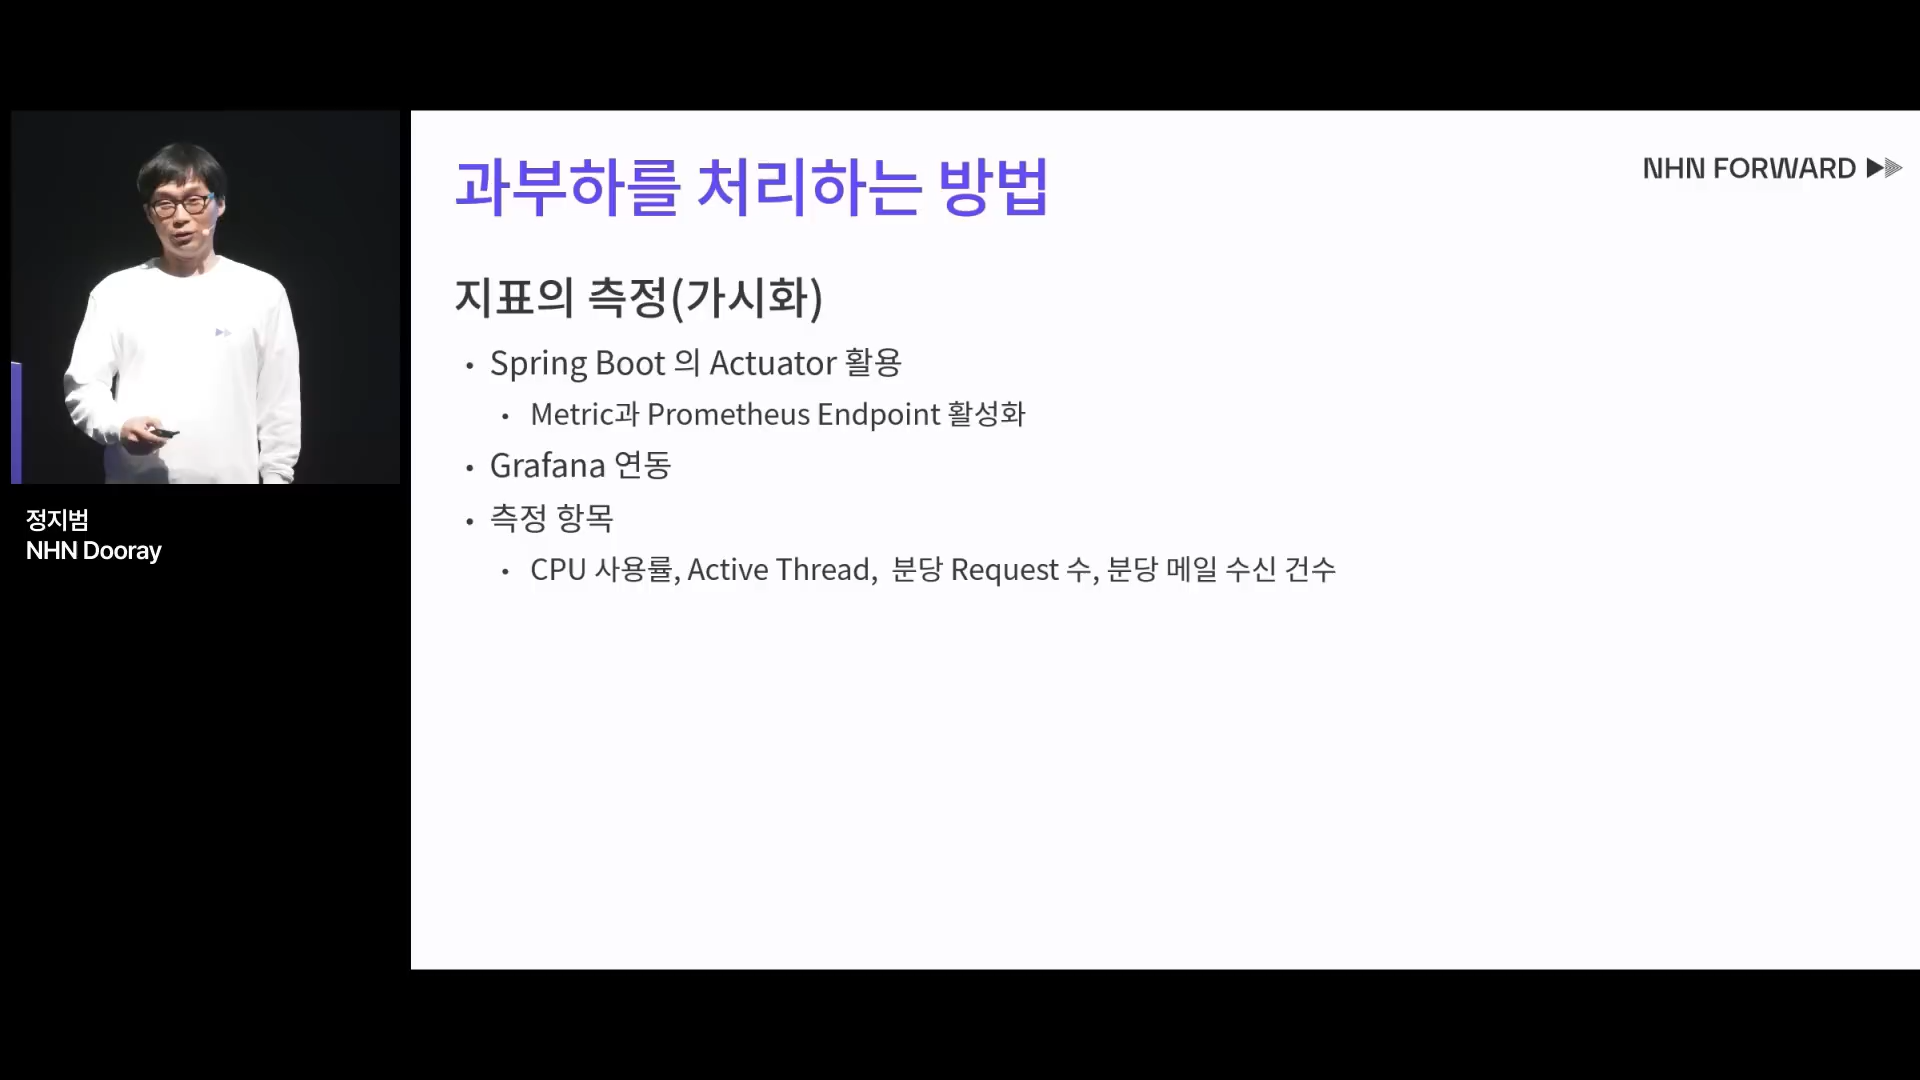 과부하를 처리하는 방법
NHN FORWARD
지표의 측정(가시화)
• Spring Boot 의 Actuator 활용
• Metric과 Prometheus Endpoint 활성화
• Grafana 연동
• 측정 항목
• CPU 사용률, Active Thread, 분당 Request 수, 분당 메일 수신 건수
정지범
NHN Dooray